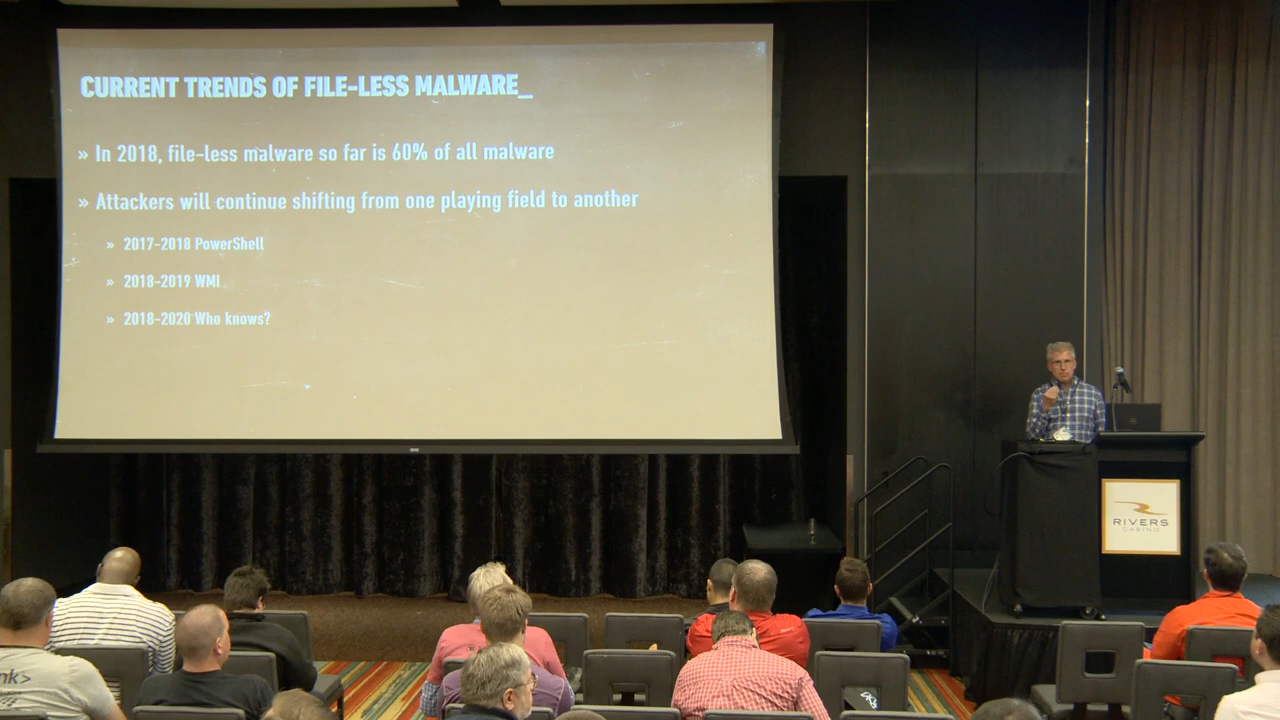 CURRENT TRENDS OF FILE-LESS MALWARE_
» In 2018, file-less malware so far is 60% of all malware
» Attackers will continue shifting from one playing field to another
» 2017-2018 PowerShell
» 2018-2019 WMI
» 2018-2020 Who knows?
RIVERS
CASINO
nk>